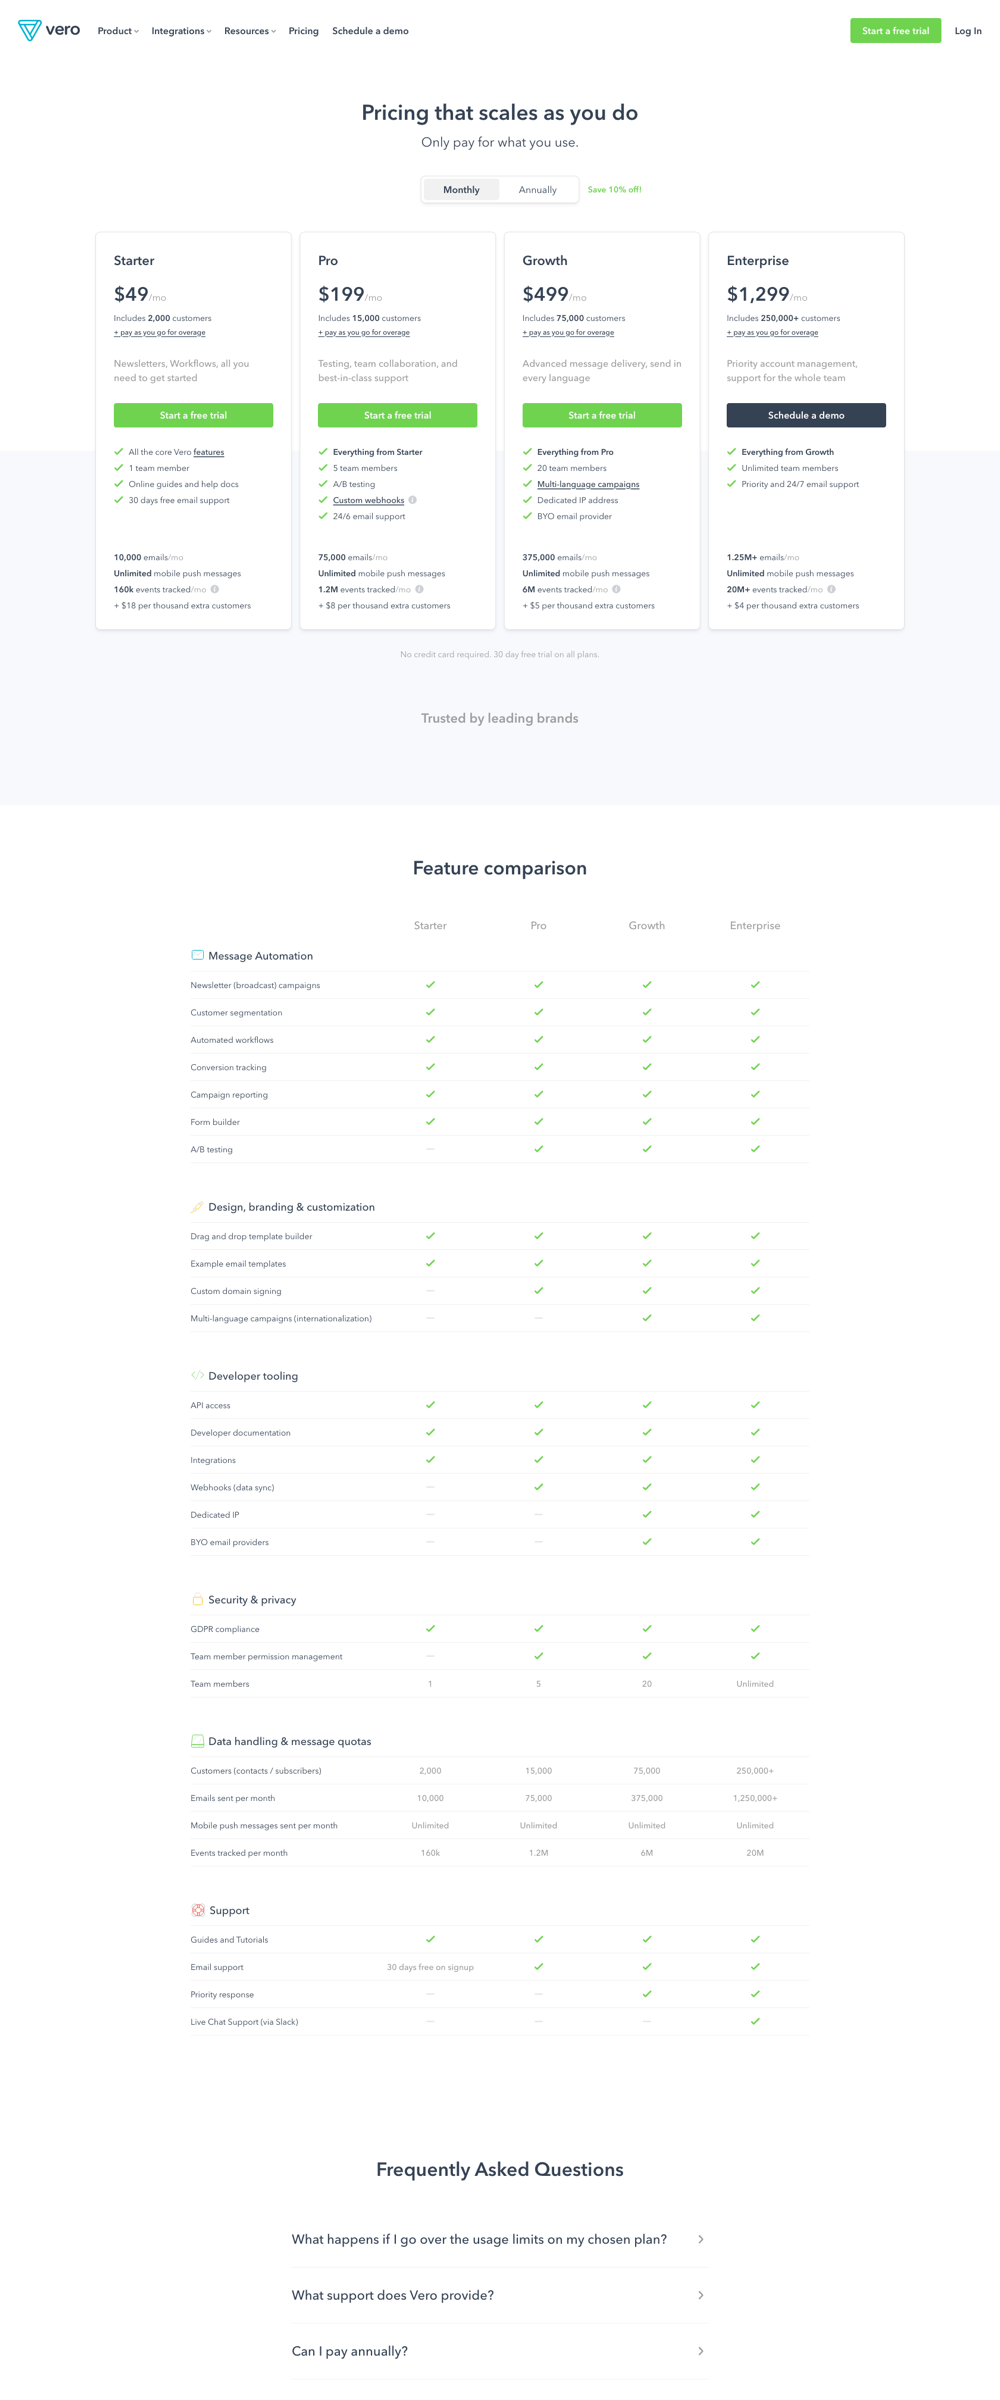 vero
Product
Integrations
Resources
Pricing
Schedule a demo
Start a free trial
Log In
Pricing that scales as you do
Only pay for what you use.
Monthly
Annually
Save 10% off!
Starter
$49/mo
Includes 2,000 customers
+ pay as you go for overage
Newsletters, Workflows, all you
need to get started
Start a free trial
All the core Vero features
1 team member
Online guides and help docs
30 days free email support
10,000 emails/mo
Unlimited mobile push messages
160k events tracked/mo
+ $18 per thousand extra customers
Pro
$199/mo
Includes 15,000 customers
+ pay as you go for overage
Testing, team collaboration, and
best-in-class support
Start a free trial
Everything from Starter
5 team members
A/B testing
Custom webhooks
24/6 email support
75,000 emails/mo
Unlimited mobile push messages
1.2M events tracked/mo
+ $8 per thousand extra customers
Growth
$499/mo
Includes 75,000 customers
+ pay as you go for overage
Advanced message delivery, send in
every language
Start a free trial
Everything from Pro
20 team members
Multi-language campaigns
Dedicated IP address
BYO email provider
375,000 emails/mo
Unlimited mobile push messages
6M events tracked/mo
+ $5 per thousand extra customers
Enterprise
$1,299/mo
Includes 250,000+ customers
+ pay as you go for overage
Priority account management,
support for the whole team
Schedule a demo
Everything from Growth
Unlimited team members
Priority and 24/7 email support
1.25M+ emails/mo
Unlimited mobile push messages
20M+ events tracked/mo
+ $4 per thousand extra customers
No credit card required. 30 day free trial on all plans.
Trusted by leading brands
Feature comparison
Starter Pro Growth Enterprise
Message Automation
Newsletter (broadcast) campaigns
Customer segmentation
Automated workflows
Conversion tracking
Campaign reporting
Form builder
A/B testing
Design, branding & customization
Drag and drop template builder
Example email templates
Custom domain signing
Multi-language campaigns (internationalization)
Developer tooling
API access
Developer documentation
Integrations
Webhooks (data sync)
Dedicated IP
BYO email providers
Security & privacy
GDPR compliance
Team member permission management
Team members 1 5 20 Unlimited
Data handling & message quotas
Customers (contacts / subscribers) 2,000 15,000 75,000 250,000+
Emails sent per month 10,000 75,000 375,000 1,250,000+
Mobile push messages sent per month Unlimited Unlimited Unlimited Unlimited
Events tracked per month 160k 1.2M 6M 20M
Support
Guides and Tutorials
Email support 30 days free on signup
Priority response
Live Chat Support (via Slack)
Frequently Asked Questions
What happens if I go over the usage limits on my chosen plan?
What support does Vero provide?
Can I pay annually?